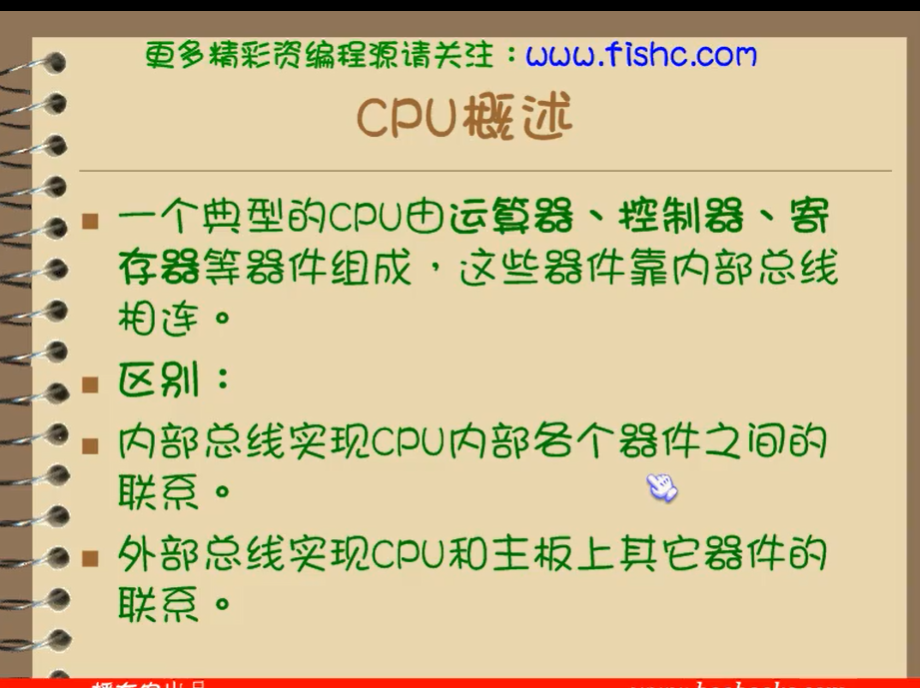 更多精彩资编程源请关注：www.fishc.com
CPU概述
一个典型的CPU由运算器、控制器、寄
存器等器件组成，这些器件靠内部总线
相连。
区别：
内部总线实现CPU内部各个器件之间的
联系。
外部总线实现CPU和主板上其它器件的
联系。